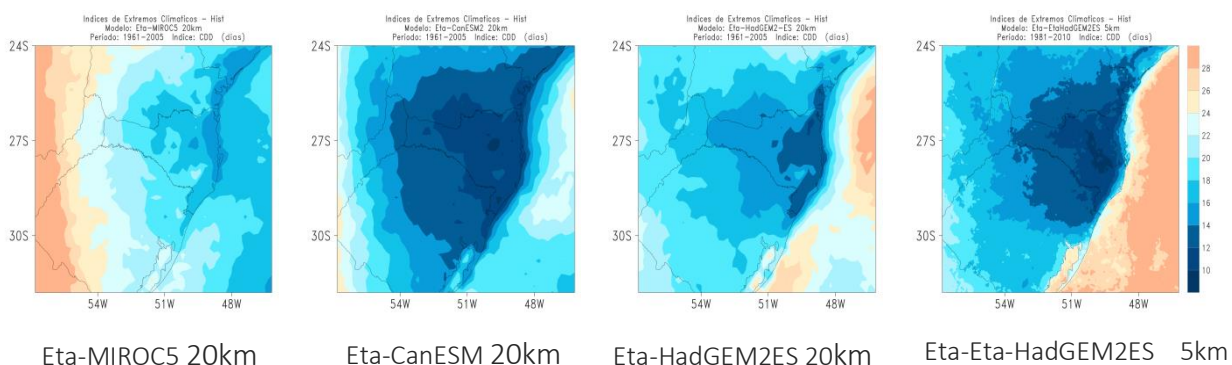 Indices de Extremos Climaticos - Hist
Modelo: Eta-MIROC5 20km
Periodo: 1961-2005 Indice: CDD (dias)
24S
27S
30S
54W 51W 48W
Eta-MIROC5 20km
Indices de Extremos Climaticos - Hist
Modelo: Eta-CanESM2 20km
Periodo: 1961-2005 Indice: CDD (dias)
24S
27S
30S
54W 51W 48W
Eta-CanESM 20km
Indices de Extremos Climaticos - Hist
Modelo: Eta-HadGEM2-ES 20km
Periodo: 1961-2005 Indice: CDD (dias)
24S
27S
30S
54W 51W 48W
Eta-HadGEM2ES 20km
Indices de Extremos Climaticos - Hist
Modelo: Eta-EtaHadGEM2ES 5km
Periodo: 1981-2010 Indice: CDD (dias)
24S
27S
30S
54W 51W 48W
28
26
24
22
20
18
16
14
12
10
Eta-Eta-HadGEM2ES 5km